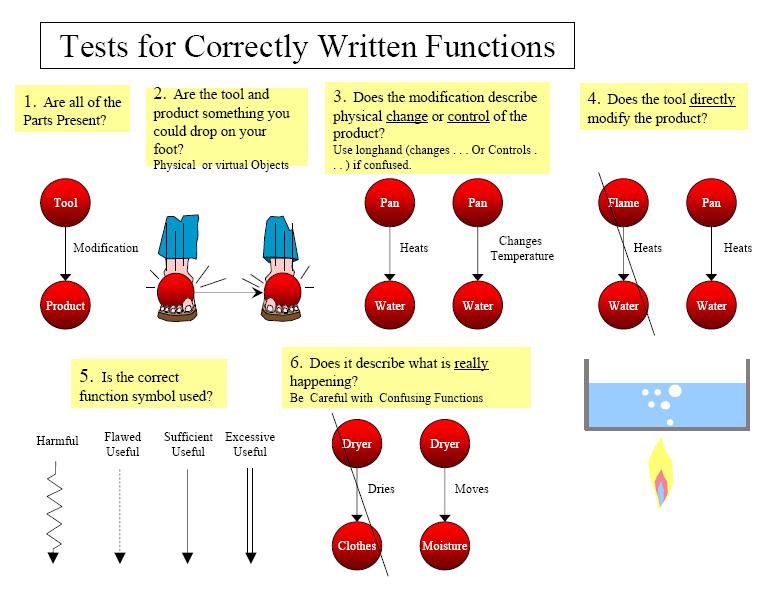 Tests for Correctly Written Functions
1. Are all of the
Parts Present?
Tool
Modification
Product
2. Are the tool and
product something you
could drop on your
foot?
Physical or virtual Objects
3. Does the modification describe
physical change or control of the
product?
Use longhand (changes . . . Or Controls .
. . ) if confused.
Pan
Heats
Water
Pan
Changes
Temperature
Water
4. Does the tool directly
modify the product?
Flame
Heats
Water
Pan
Heats
Water
5. Is the correct
function symbol used?
Harmful
Flawed
Useful
Sufficient
Useful
Excessive
Useful
6. Does it describe what is really
happening?
Be Careful with Confusing Functions
Dryer
Dries
Clothes
Dryer
Moves
Moisture